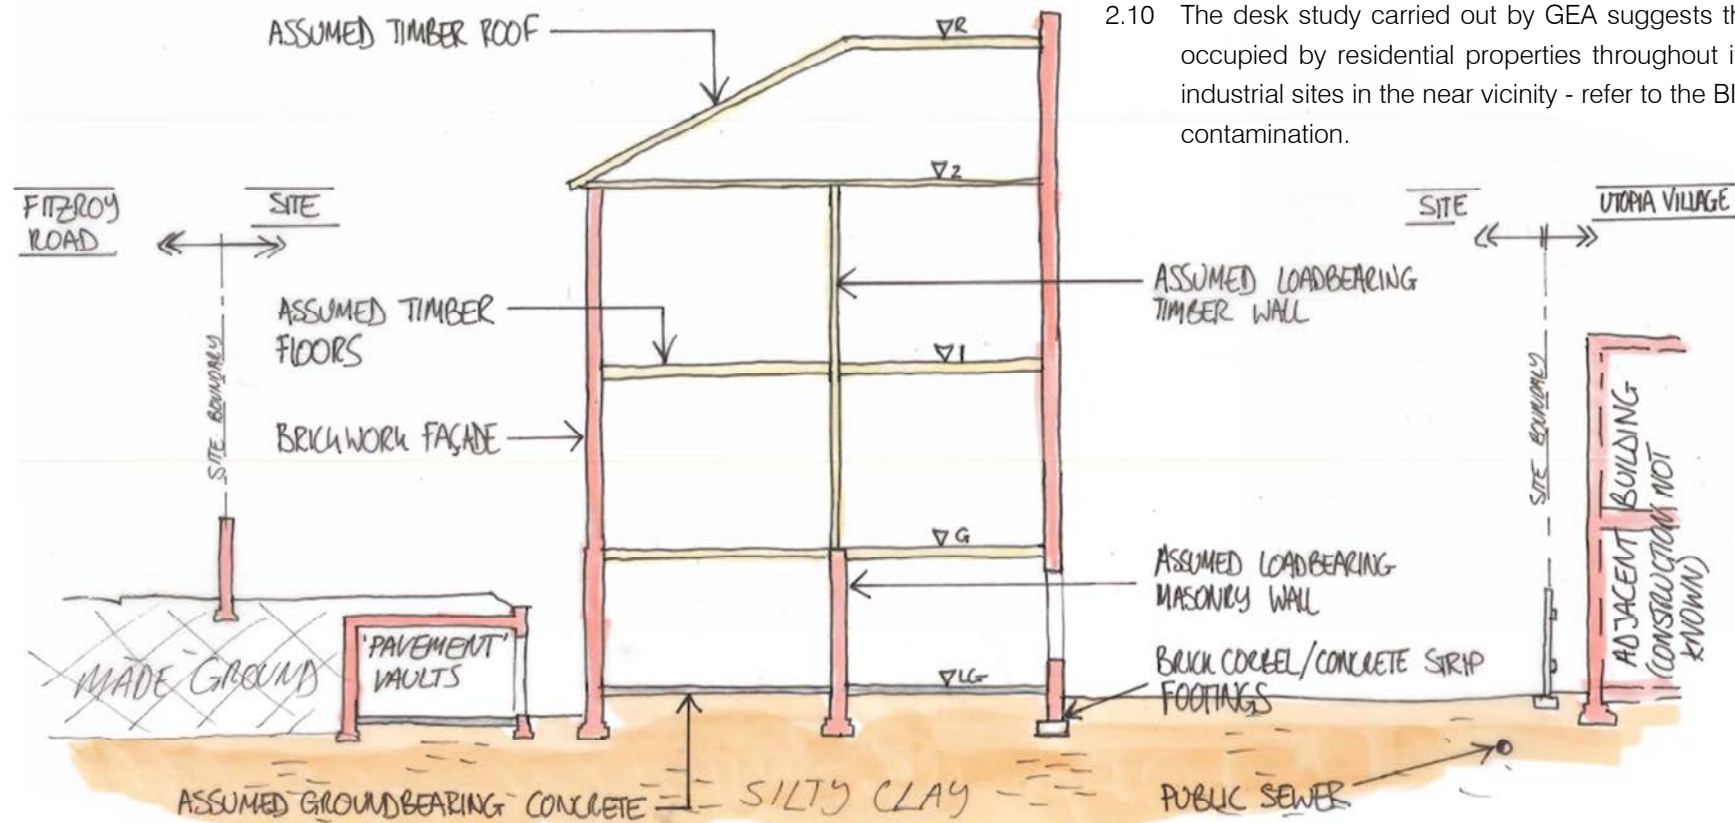 2.10 The desk study carried out by GEA suggests th
occupied by residential properties throughout i
industrial sites in the near vicinity - refer to the BI
contamination.
ASSUMED TIMBER ROOF
▽R
▽2
FITZROY
ROAD
SITE
SITE
UTOPIA VILLAGE
ASSUMED LOADBEARING
TIMBER WALL
ASSUMED TIMBER
FLOORS
▽1
SITE BOUNDARY
SITE BOUNDARY
BRICKWORK FAÇADE
ADJACENT BUILDING
(CONSTRUCTION NOT
KNOWN)
▽G
ASSUMED LOADBEARING
MASONRY WALL
'PAVEMENT'
VAULTS
MADE GROUND
▽LG
BRICK CORBEL/CONCRETE STRIP
FOOTINGS
ASSUMED GROUNDBEARING CONCRETE
SILTY CLAY
PUBLIC SEWER